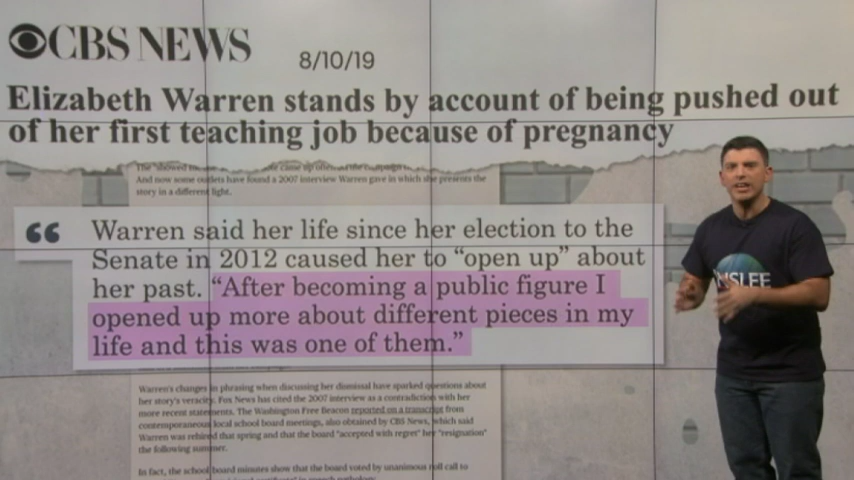 CBS NEWS
8/10/19
Elizabeth Warren stands by account of being pushed out
of her first teaching job because of pregnancy
And now some outlets have found a 2007 interview Warren gave in which she presents the
story in a different light.
“ Warren said her life since her election to the
Senate in 2012 caused her to “open up” about
her past. “After becoming a public figure I
opened up more about different pieces in my
life and this was one of them.”
NSLEE
Warren's changes in phrasing when discussing her dismissal have sparked questions about
her story's veracity. Fox News has cited the 2007 interview as a contradiction with her
more recent statements. The Washington Free Beacon reported on a transcript from
contemporaneous local school board meetings, also obtained by CBS News, which said
Warren was rehired that spring and that the board "accepted with regret" her "resignation"
the following summer.
In fact, the school board minutes show that the board voted by unanimous roll call to